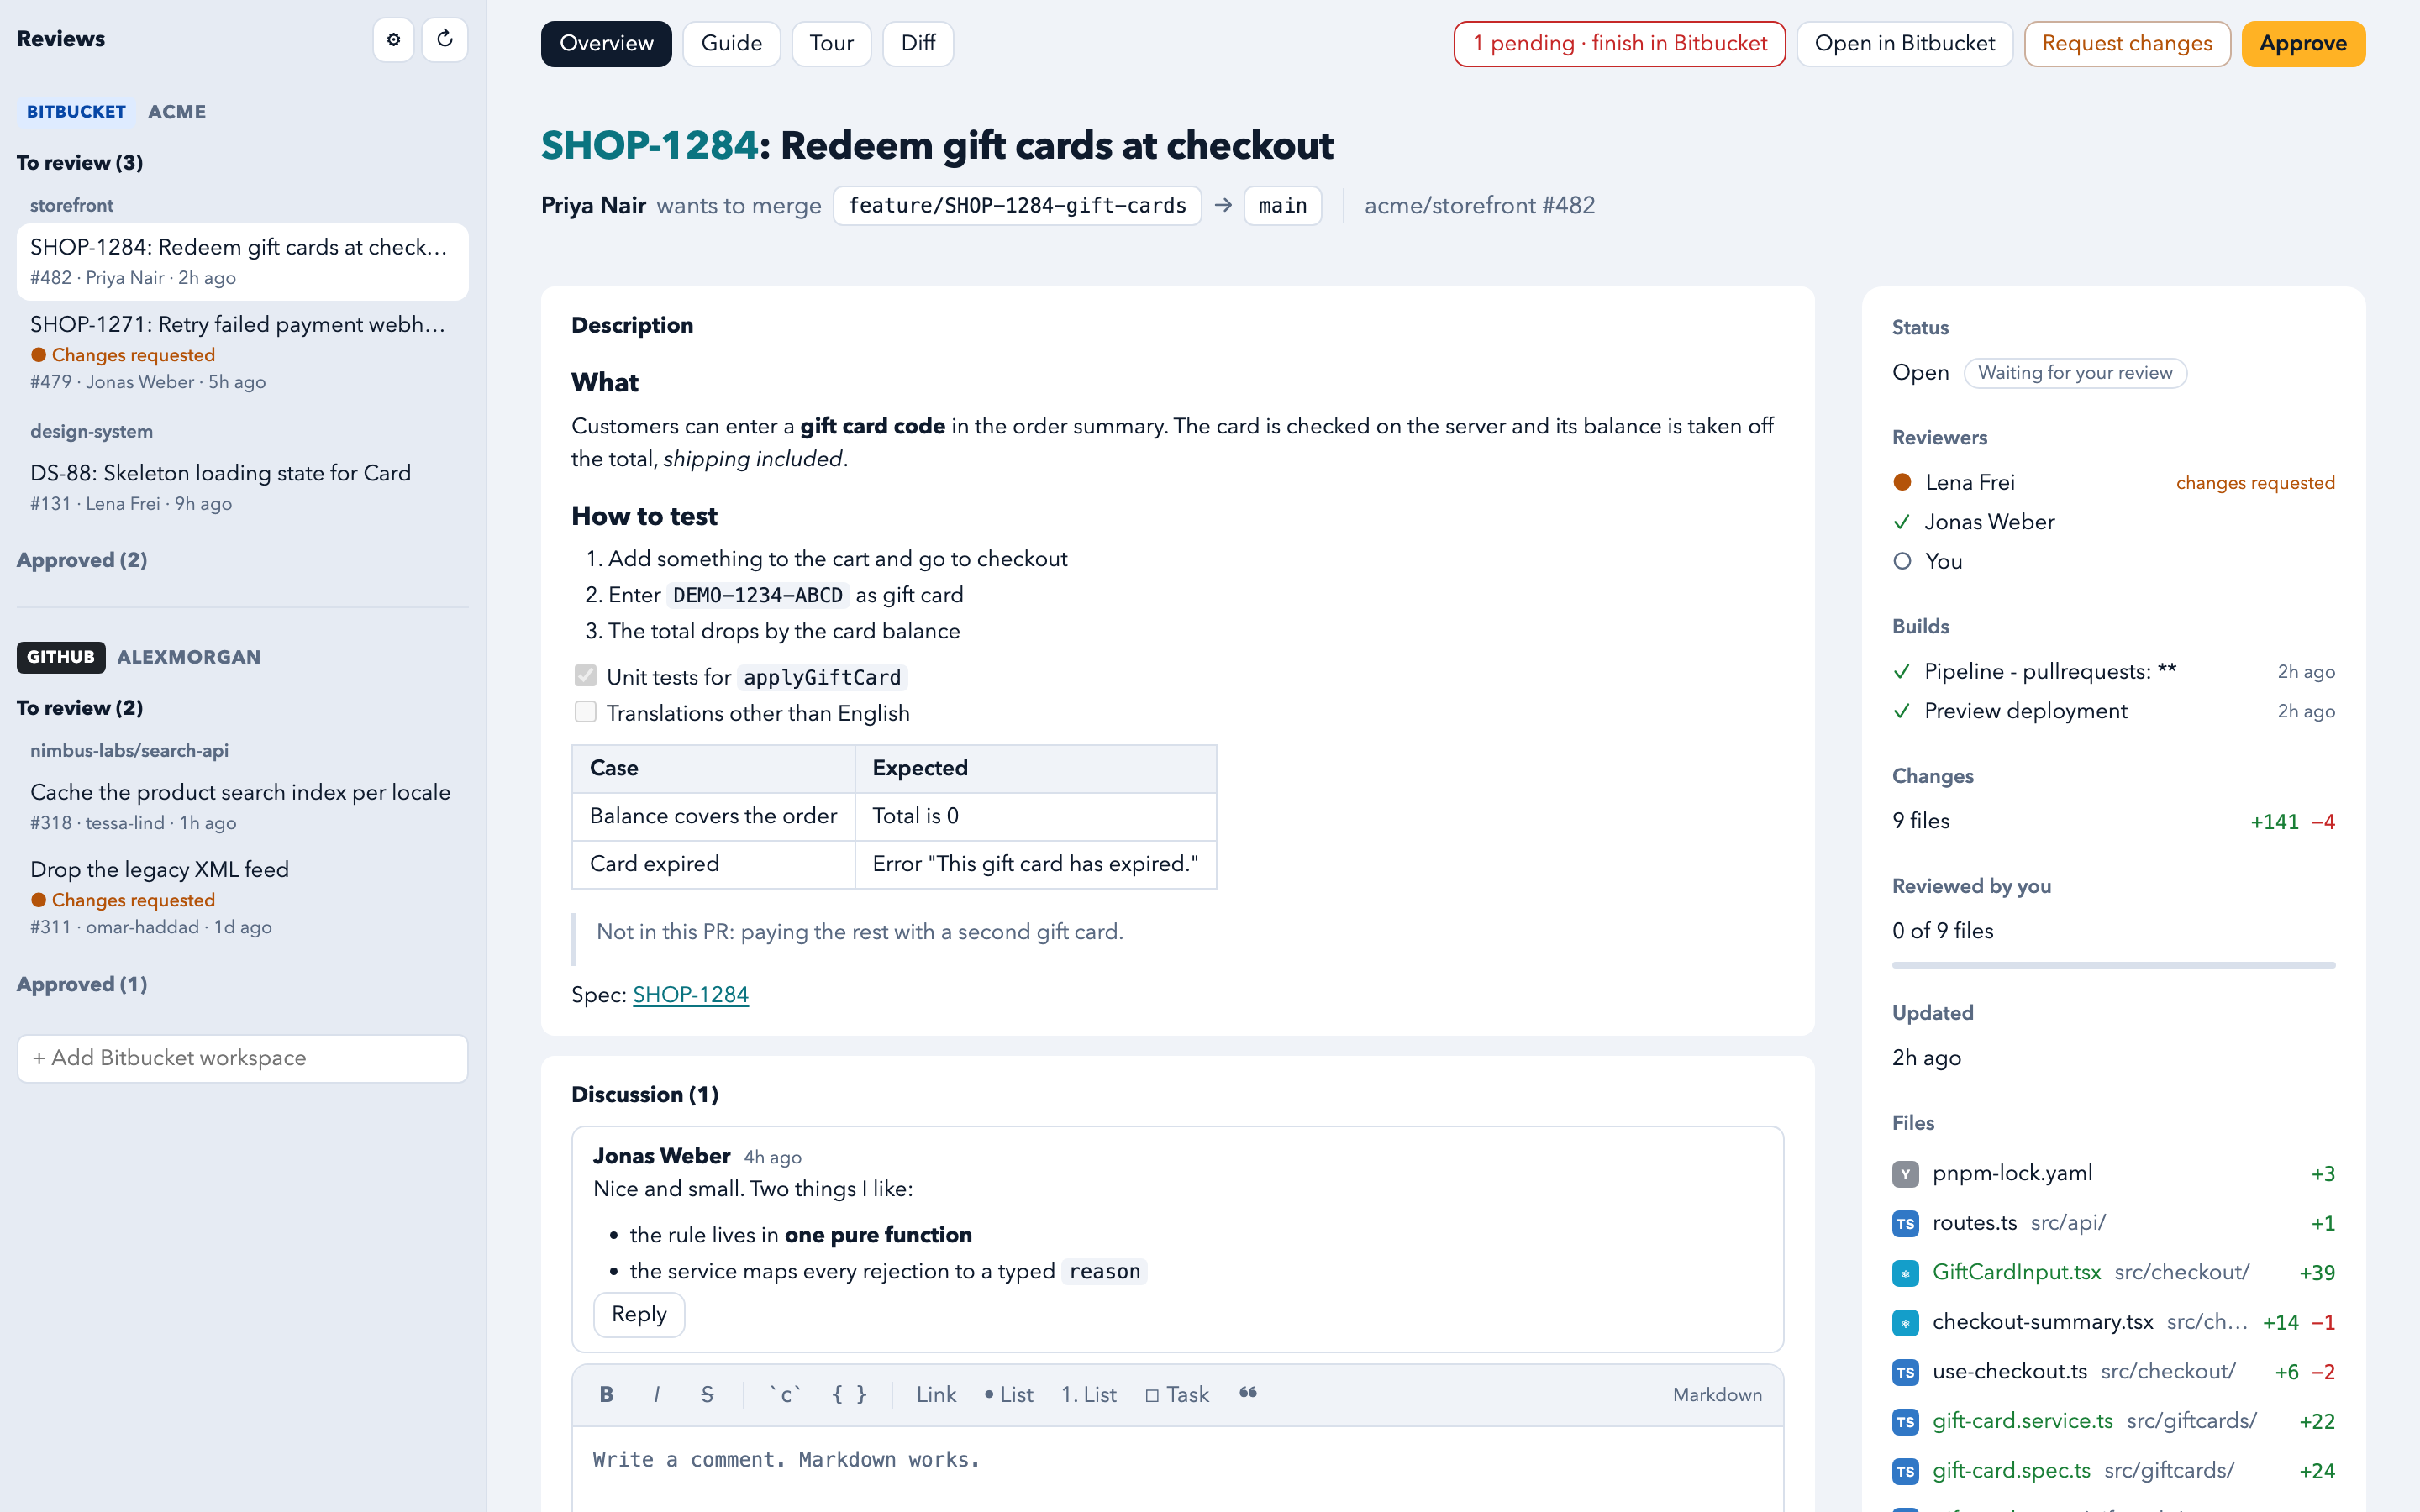 Reviews
BITBUCKET ACME
To review (3)
storefront
SHOP-1284: Redeem gift cards at check…
#482 · Priya Nair · 2h ago
SHOP-1271: Retry failed payment webh…
Changes requested
#479 · Jonas Weber · 5h ago
design-system
DS-88: Skeleton loading state for Card
#131 · Lena Frei · 9h ago
Approved (2)
GITHUB ALEXMORGAN
To review (2)
nimbus-labs/search-api
Cache the product search index per locale
#318 · tessa-lind · 1h ago
Drop the legacy XML feed
Changes requested
#311 · omar-haddad · 1d ago
Approved (1)
+ Add Bitbucket workspace
Overview Guide Tour Diff
1 pending · finish in Bitbucket Open in Bitbucket Request changes Approve
SHOP-1284: Redeem gift cards at checkout
Priya Nair wants to merge feature/SHOP-1284-gift-cards → main acme/storefront #482
Description
What
Customers can enter a gift card code in the order summary. The card is checked on the server and its balance is taken off
the total, shipping included.
How to test
1. Add something to the cart and go to checkout
2. Enter DEMO-1234-ABCD as gift card
3. The total drops by the card balance
Unit tests for applyGiftCard
Translations other than English
Case Expected
Balance covers the order Total is 0
Card expired Error "This gift card has expired."
Not in this PR: paying the rest with a second gift card.
Spec: SHOP-1284
Discussion (1)
Jonas Weber 4h ago
Nice and small. Two things I like:
• the rule lives in one pure function
• the service maps every rejection to a typed reason
Reply
B I S `c` { } Link • List 1. List □ Task ❝ Markdown
Write a comment. Markdown works.
Status
Open Waiting for your review
Reviewers
Lena Frei changes requested
Jonas Weber
You
Builds
Pipeline - pullrequests: ** 2h ago
Preview deployment 2h ago
Changes
9 files +141 −4
Reviewed by you
0 of 9 files
Updated
2h ago
Files
Y pnpm-lock.yaml +3
TS routes.ts src/api/ +1
GiftCardInput.tsx src/checkout/ +39
checkout-summary.tsx src/ch… +14 −1
TS use-checkout.ts src/checkout/ +6 −2
TS gift-card.service.ts src/giftcards/ +22
TS gift-card.spec.ts src/giftcards/ +24